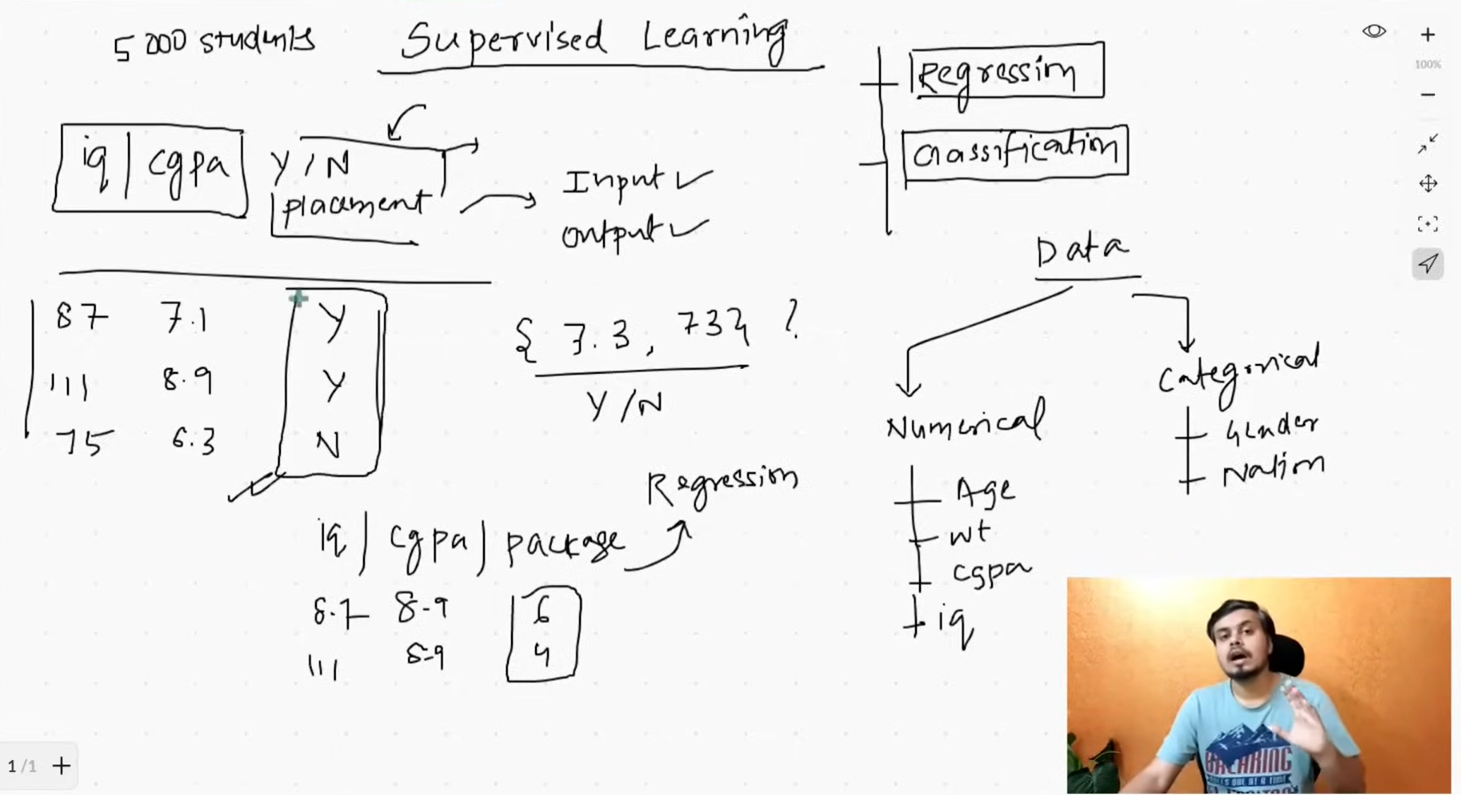 5000 students
Supervised Learning
iq | cgpa
Y/N
placement
Input ✓
Output ✓
87 7.1 Y
111 8.9 Y
75 6.3 N
{ 7.3, 73} ?
Y/N
Regression
iq | cgpa | package
8.7 8.9 6
111 8.9 4
Regression
Classification
Data
Numerical
Age
wt
cgpa
iq
Categorical
Gender
Nation
BREAKING
100%
1/1